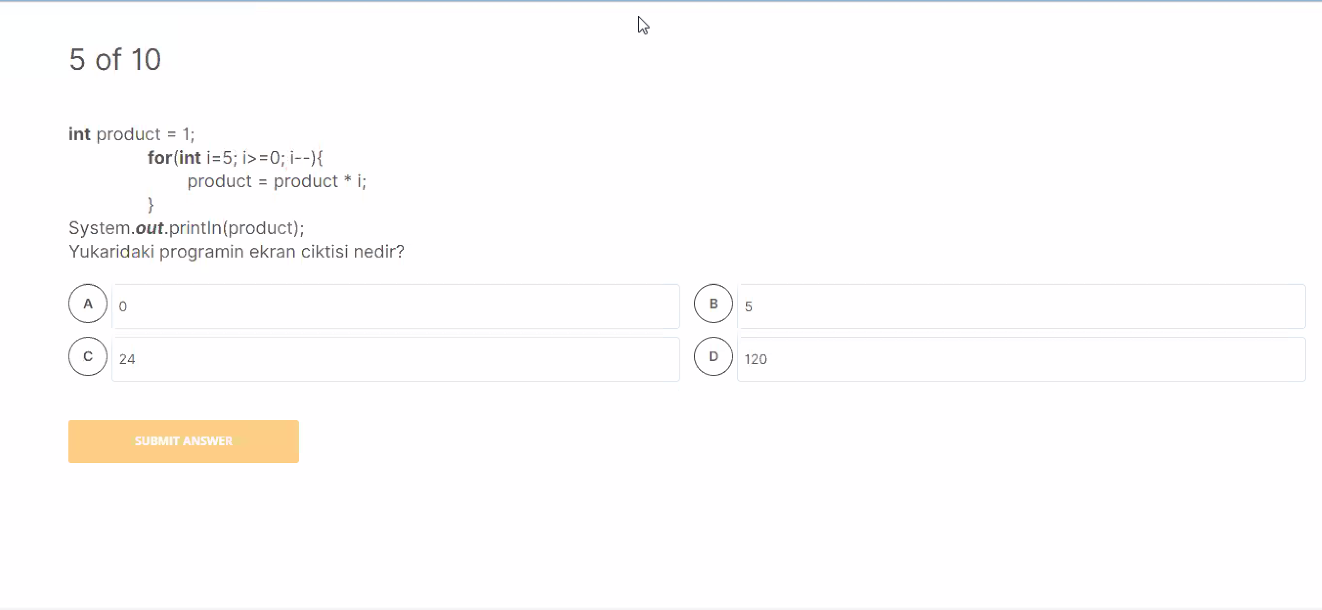 5 of 10
int product = 1;
for(int i=5; i>=0; i--){
product = product * i;
}
System.out.println(product);
Yukaridaki programin ekran ciktisi nedir?
A 0
B 5
C 24
D 120
SUBMIT ANSWER